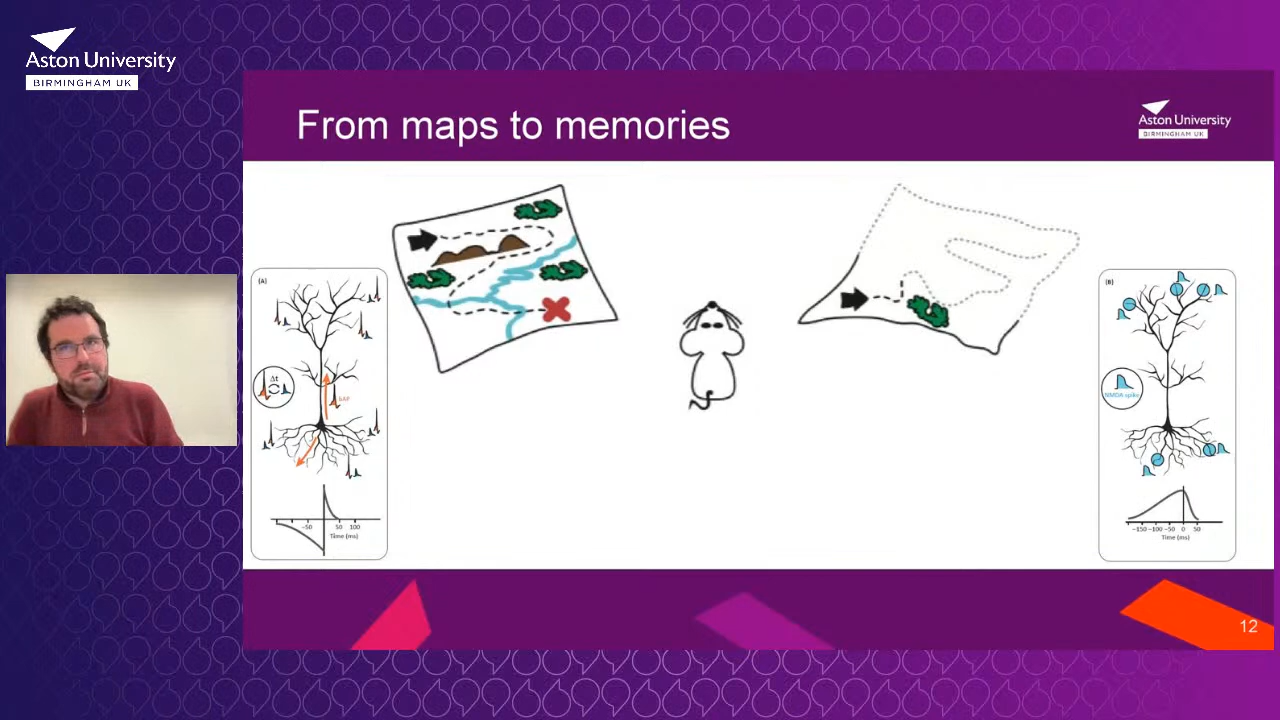 Aston University
BIRMINGHAM UK
From maps to memories
Aston University
BIRMINGHAM UK
(A)
Δt
bAP
−50
50
100
Time (ms)
(B)
NMDA spike
−150 −100 −50 0 50
Time (ms)
12